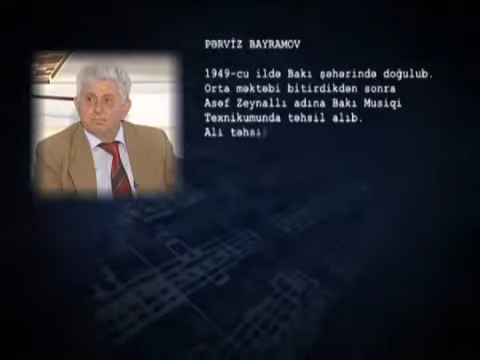 PƏRVİZ BAYRAMOV
1949-cu ildə Bakı şəhərində doğulub.
Orta məktəbi bitirdikdən sonra
Asəf Zeynallı adına Bakı Musiqi
Texnikumunda təhsil alıb.
Ali təhsi